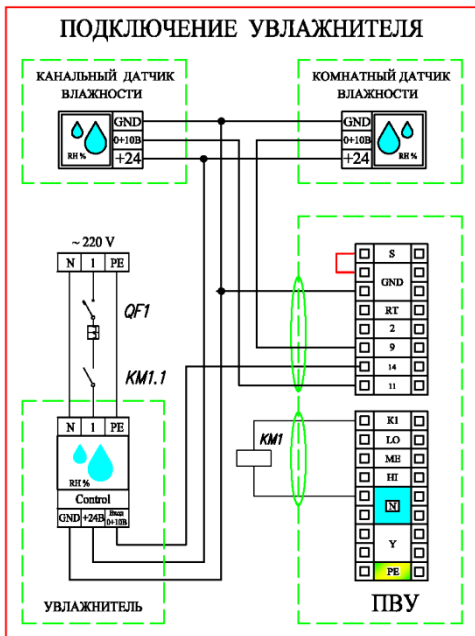 ПОДКЛЮЧЕНИЕ УВЛАЖНИТЕЛЯ
КАНАЛЬНЫЙ ДАТЧИК
ВЛАЖНОСТИ
RH %
GND
0+10В
+24
КОМНАТНЫЙ ДАТЧИК
ВЛАЖНОСТИ
GND
0+10В
+24
RH %
~ 220 V
N 1 PE
QF1
KM1.1
N 1 PE
RH %
Control
GND +24В Вход
0+10В
УВЛАЖНИТЕЛЬ
S
GND
RT
2
9
14
11
KM1
K1
LO
ME
HI
N
Y
PE
ПВУ